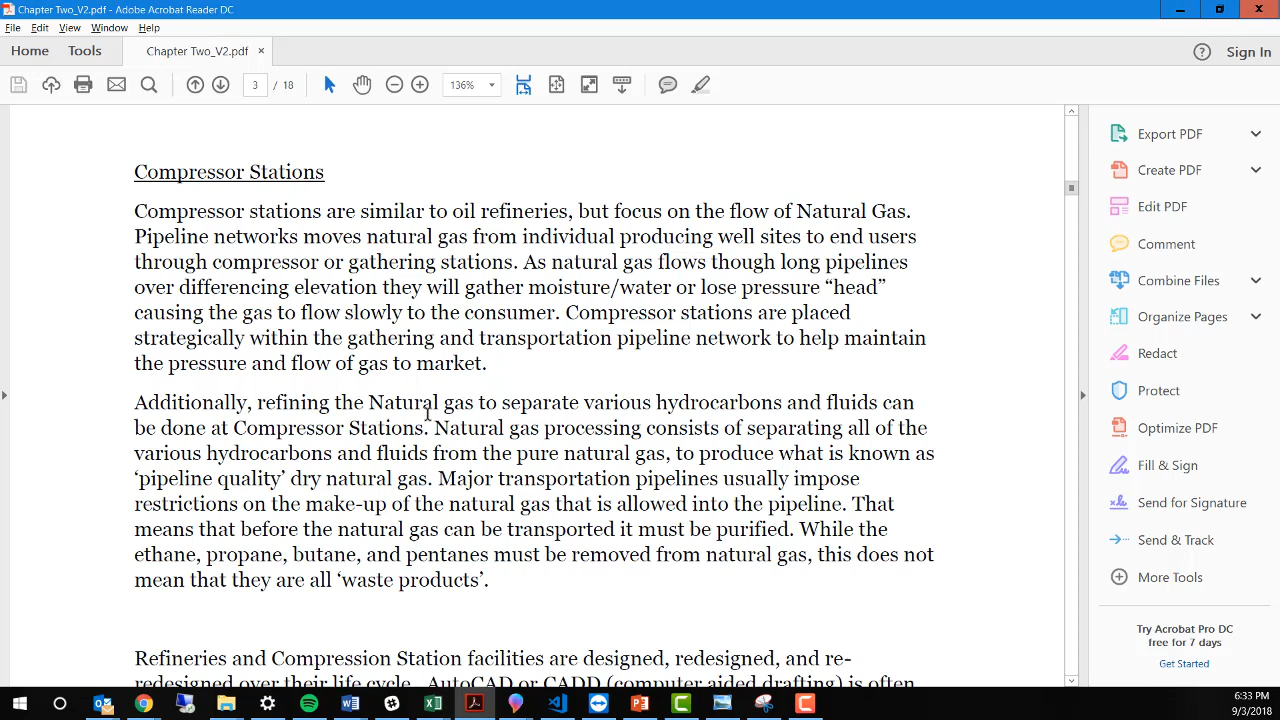 Chapter Two_V2.pdf - Adobe Acrobat Reader DC
File Edit View Window Help
Home Tools Chapter Two_V2.pdf × Sign In
3 / 18 136%
Compressor Stations
Compressor stations are similar to oil refineries, but focus on the flow of Natural Gas.
Pipeline networks moves natural gas from individual producing well sites to end users
through compressor or gathering stations. As natural gas flows though long pipelines
over differencing elevation they will gather moisture/water or lose pressure “head”
causing the gas to flow slowly to the consumer. Compressor stations are placed
strategically within the gathering and transportation pipeline network to help maintain
the pressure and flow of gas to market.
Additionally, refining the Natural gas to separate various hydrocarbons and fluids can
be done at Compressor Stations. Natural gas processing consists of separating all of the
various hydrocarbons and fluids from the pure natural gas, to produce what is known as
‘pipeline quality’ dry natural gas. Major transportation pipelines usually impose
restrictions on the make-up of the natural gas that is allowed into the pipeline. That
means that before the natural gas can be transported it must be purified. While the
ethane, propane, butane, and pentanes must be removed from natural gas, this does not
mean that they are all ‘waste products’.
Refineries and Compression Station facilities are designed, redesigned, and re-
redesigned over their life cycle. AutoCAD or CADD (computer aided drafting) is often
Export PDF
Create PDF
Edit PDF
Comment
Combine Files
Organize Pages
Redact
Protect
Optimize PDF
Fill & Sign
Send for Signature
Send & Track
More Tools
Try Acrobat Pro DC
free for 7 days
Get Started
6:33 PM
9/3/2018